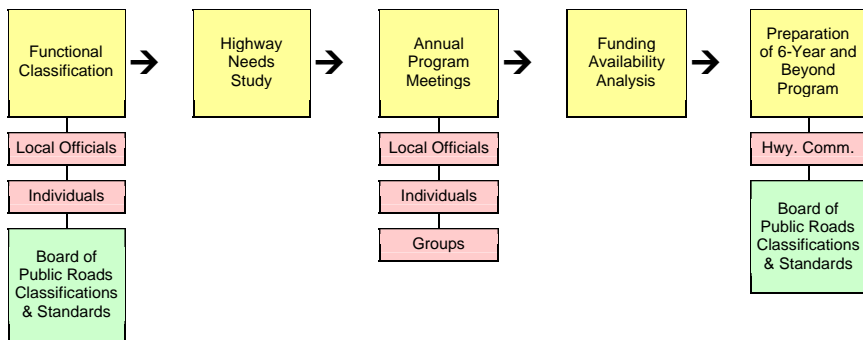 Functional
Classification
Highway
Needs
Study
Annual
Program
Meetings
Funding
Availability
Analysis
Preparation
of 6-Year and
Beyond
Program
Local Officials
Individuals
Board of
Public Roads
Classifications
& Standards
Local Officials
Individuals
Groups
Hwy. Comm.
Board of
Public Roads
Classifications
& Standards